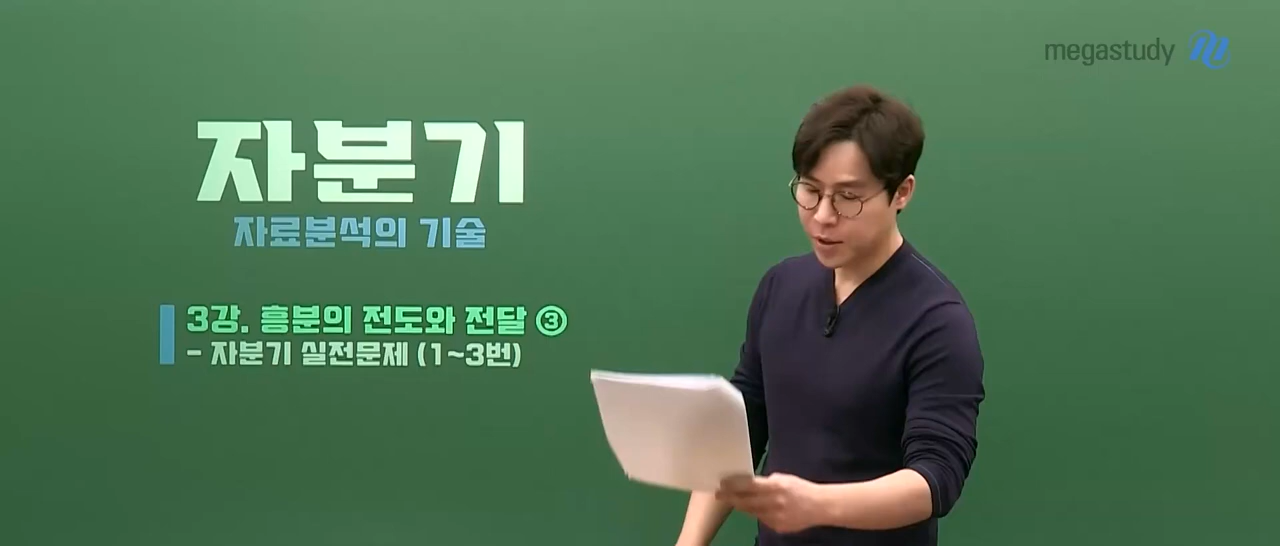 megastudy
자분기
자료분석의 기술
3강. 흥분의 전도와 전달 ③
- 자분기 실전문제 (1~3번)